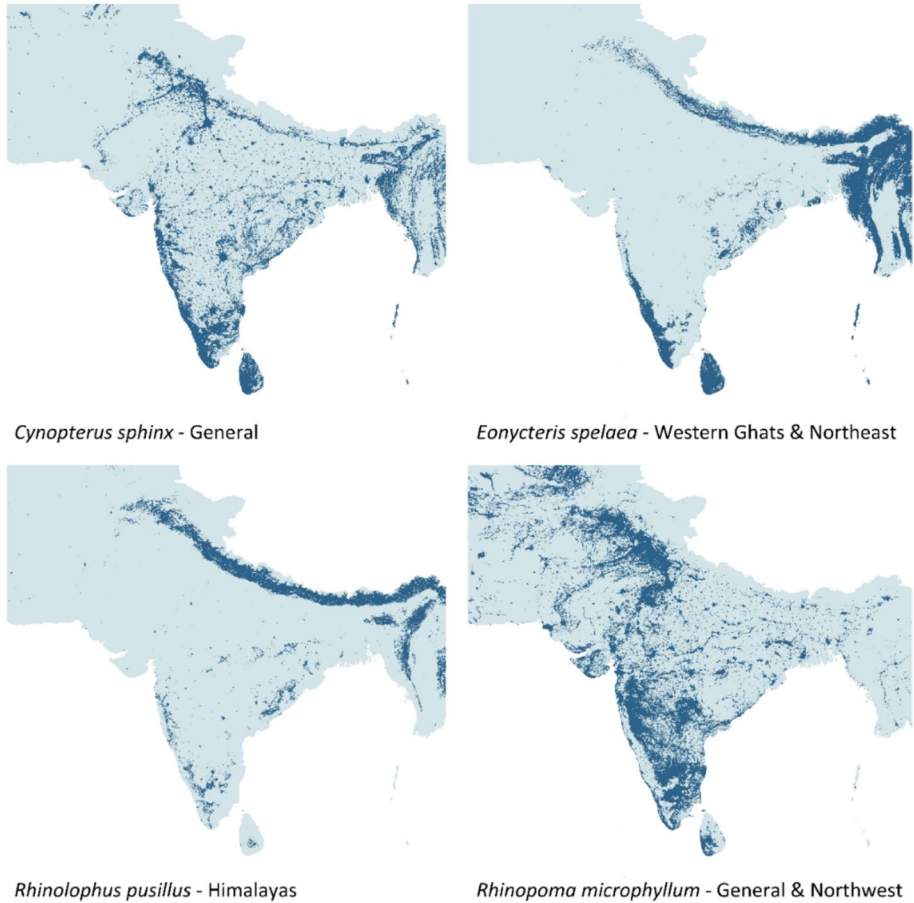 Cynopterus sphinx - General
Eonycteris spelaea - Western Ghats & Northeast
Rhinolophus pusillus - Himalayas
Rhinopoma microphyllum - General & Northwest